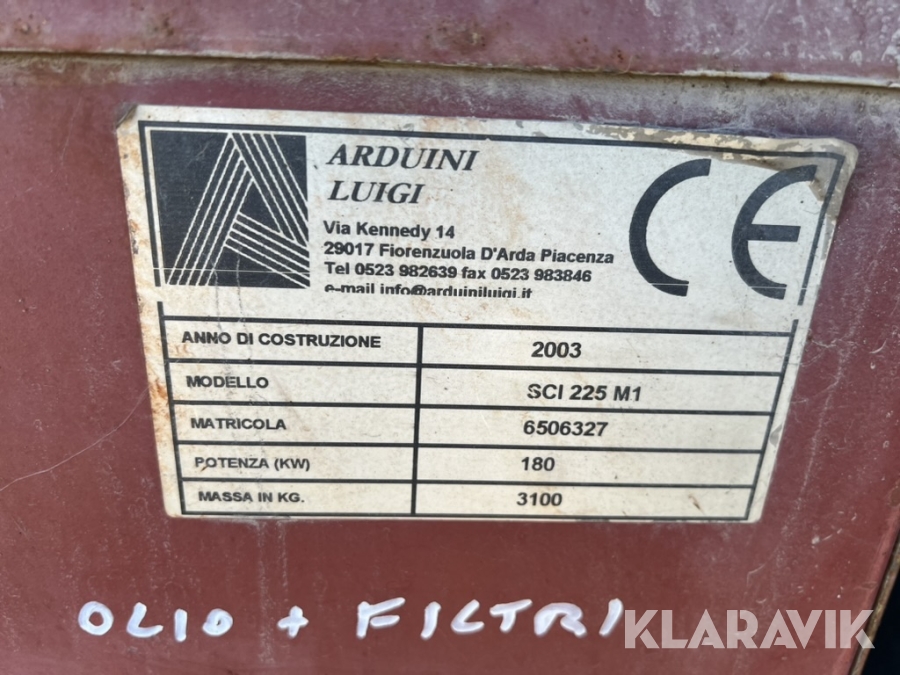 ARDUINI
LUIGI
Via Kennedy 14
29017 Fiorenzuola D'Arda Piacenza
Tel 0523 982639 fax 0523 983846
e-mail info@arduiniluigi.it
CE
ANNO DI COSTRUZIONE 2003
MODELLO SCI 225 M1
MATRICOLA 6506327
POTENZA (KW) 180
MASSA IN KG. 3100
OLIO + FILTRI
KLARAVIK